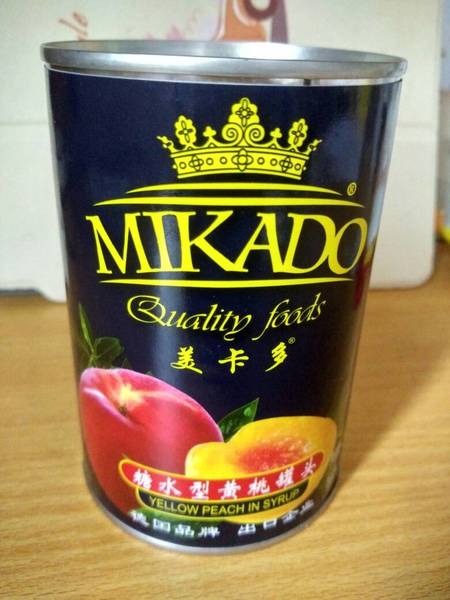 MIKADO®
Quality foods
美卡多®
糖水型黄桃罐头
YELLOW PEACH IN SYRUP
德国品牌 出口企业